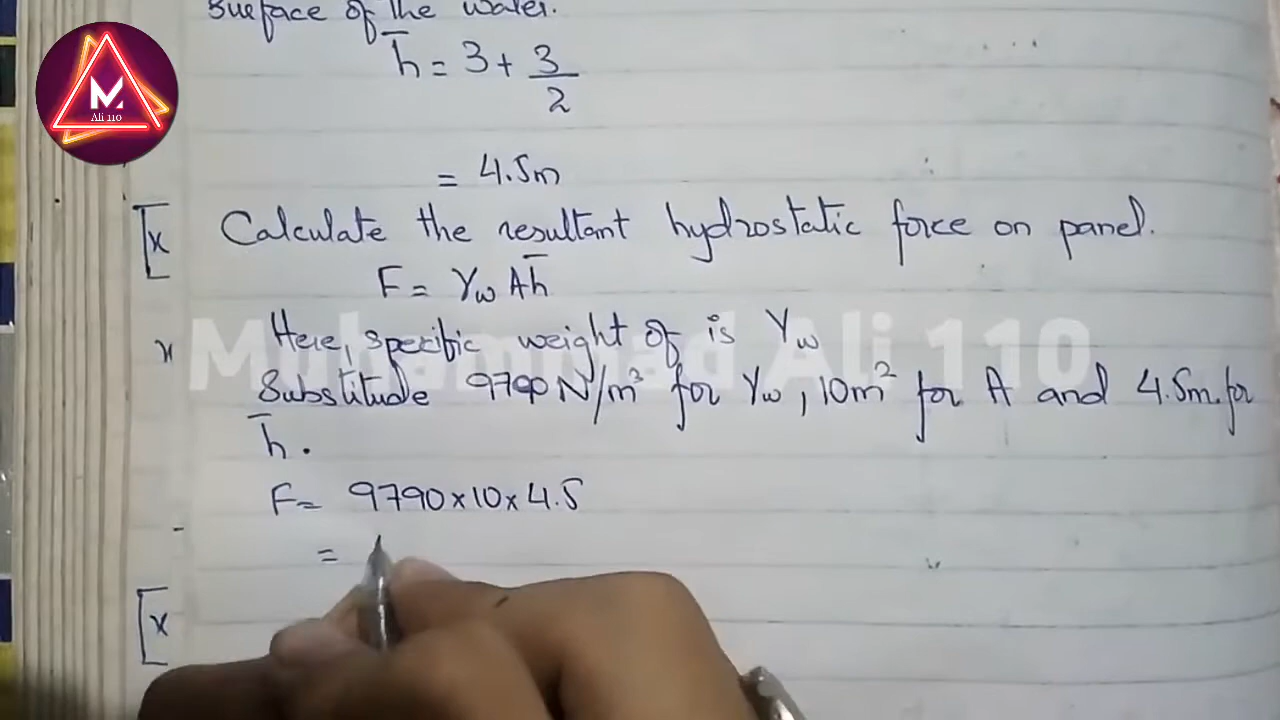 Surface of the water.
h̅ = 3 + 3/2
= 4.5m
[x Calculate the resultant hydrostatic force on panel.
F = γw A h̅
x Here, specific weight of is γw
Substitude 9790 N/m³ for γw, 10m² for A and 4.5m for
h̅.
F = 9790 x 10 x 4.5
=
[x
M
Ali 110
Muhammad Ali 110